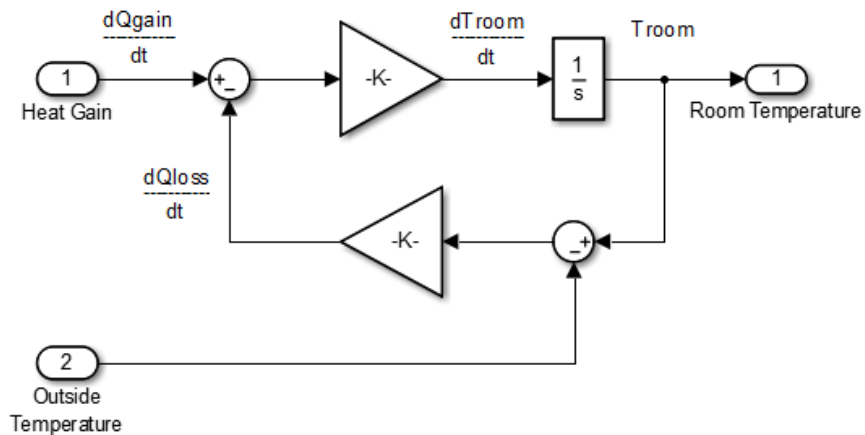 dQgain
dt
1
Heat Gain
+
-
-K-
dTroom
dt
1
s
Troom
1
Room Temperature
dQloss
dt
-K-
- +
2
Outside
Temperature